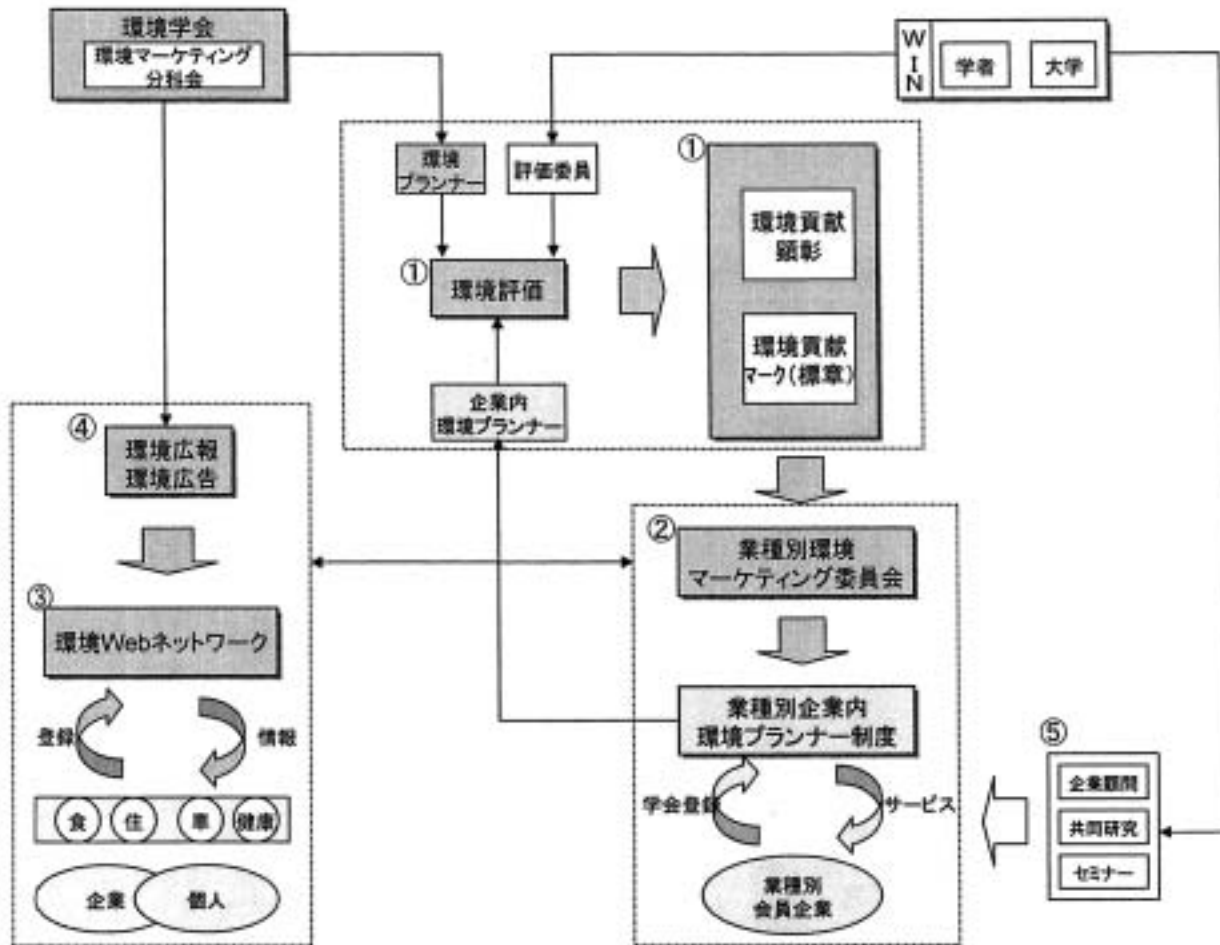 環境学会
環境マーケティング
分科会
W
I
N
学者
大学
環境
プランナー
評価委員
①
環境評価
企業内
環境プランナー
①
環境貢献
顕彰
環境貢献
マーク(標章)
④
環境広報
環境広告
③
環境Webネットワーク
登録
情報
食
住
車
健康
企業
個人
②
業種別環境
マーケティング委員会
業種別企業内
環境プランナー制度
学会登録
サービス
業種別
会員企業
⑤
企業顧問
共同研究
セミナー